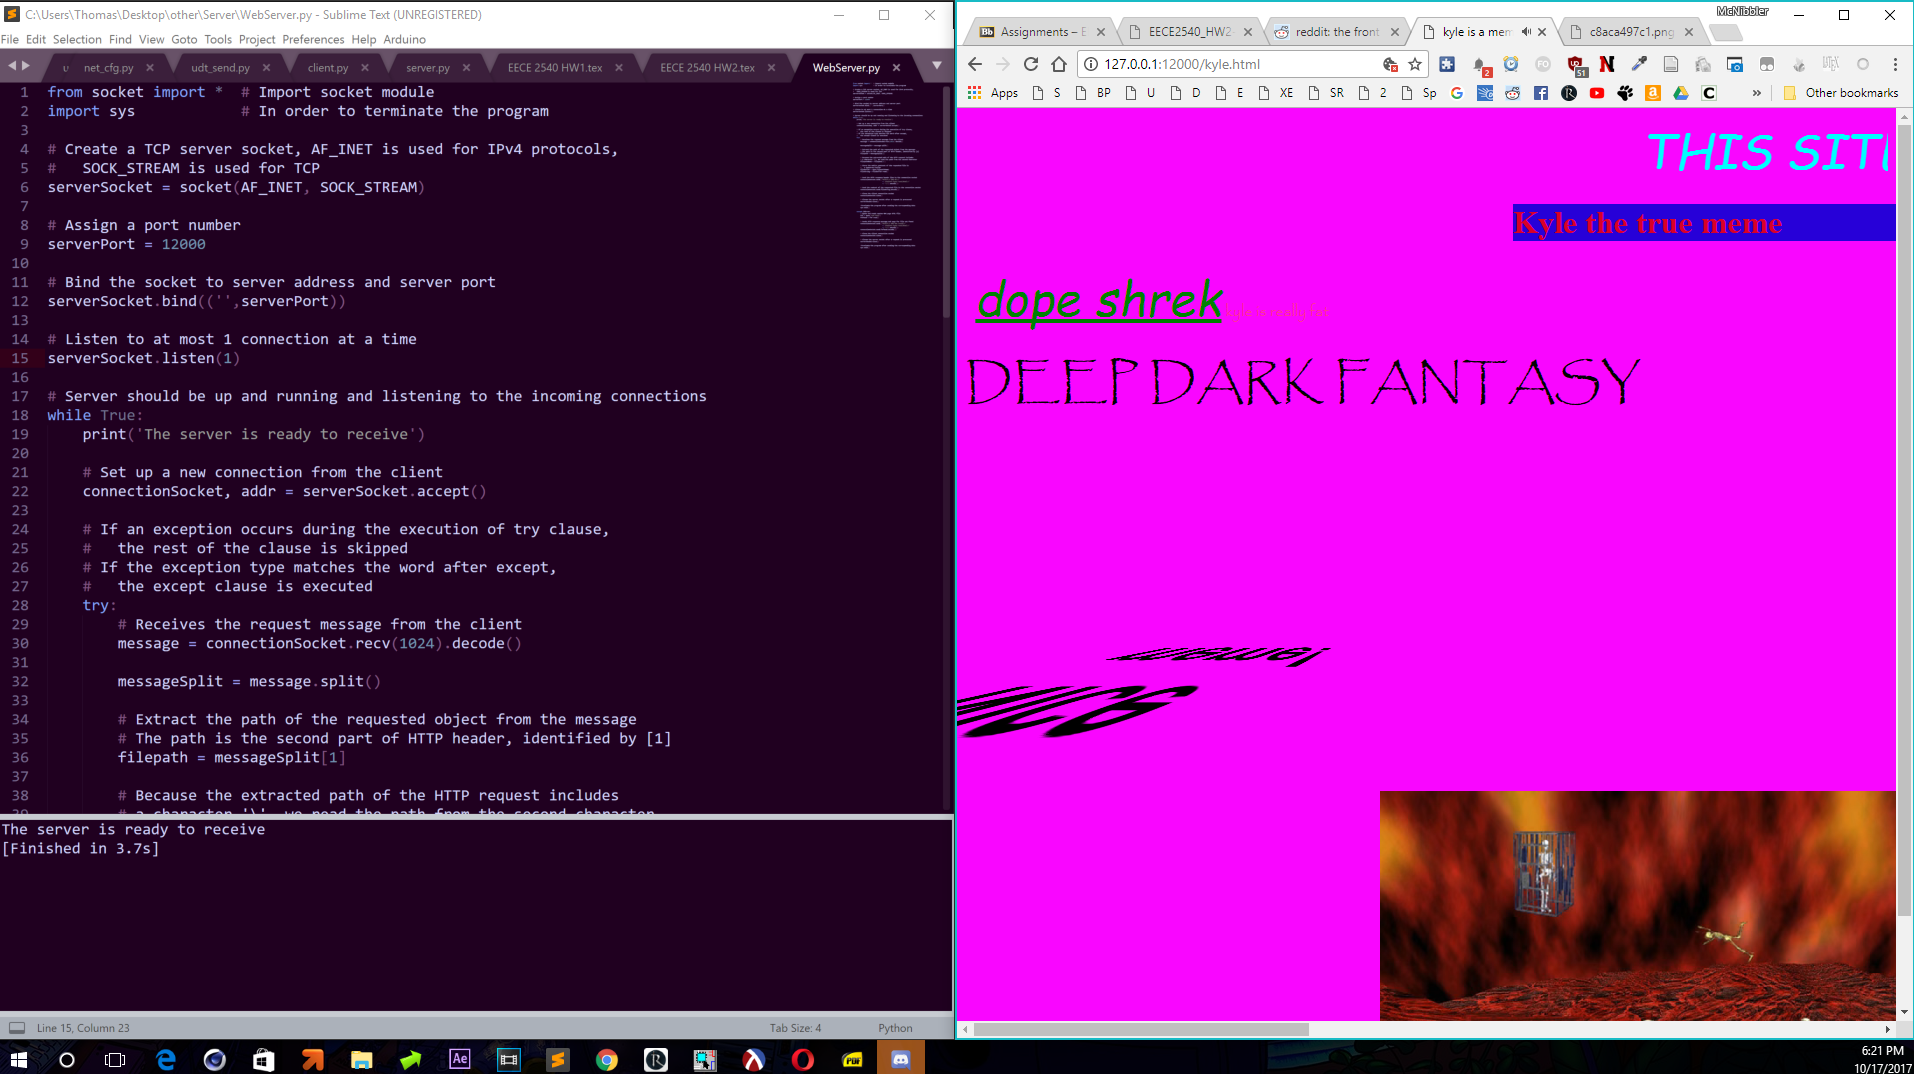 C:\Users\Thomas\Desktop\other\Server\WebServer.py - Sublime Text (UNREGISTERED)
File Edit Selection Find View Goto Tools Project Preferences Help Arduino
net_cfg.py udt_send.py client.py server.py EECE 2540 HW1.tex EECE 2540 HW2.tex WebServer.py
1 from socket import * # Import socket module
2 import sys # In order to terminate the program
3
4 # Create a TCP server socket, AF_INET is used for IPv4 protocols,
5 # SOCK_STREAM is used for TCP
6 serverSocket = socket(AF_INET, SOCK_STREAM)
7
8 # Assign a port number
9 serverPort = 12000
10
11 # Bind the socket to server address and server port
12 serverSocket.bind(('',serverPort))
13
14 # Listen to at most 1 connection at a time
15 serverSocket.listen(1)
16
17 # Server should be up and running and listening to the incoming connections
18 while True:
19 print('The server is ready to receive')
20
21 # Set up a new connection from the client
22 connectionSocket, addr = serverSocket.accept()
23
24 # If an exception occurs during the execution of try clause,
25 # the rest of the clause is skipped
26 # If the exception type matches the word after except,
27 # the except clause is executed
28 try:
29 # Receives the request message from the client
30 message = connectionSocket.recv(1024).decode()
31
32 messageSplit = message.split()
33
34 # Extract the path of the requested object from the message
35 # The path is the second part of HTTP header, identified by [1]
36 filepath = messageSplit[1]
37
38 # Because the extracted path of the HTTP request includes
39 # a character '\', we read the path from the second character
The server is ready to receive
[Finished in 3.7s]
Line 15, Column 23 Tab Size: 4 Python
McNibbler
Assignments – E EECE2540_HW2 reddit: the front kyle is a mem c8aca497c1.png
127.0.0.1:12000/kyle.html
2 51
Apps S BP U D E XE SR 2 Sp » Other bookmarks
THIS SITE
Kyle the true meme
dope shrek kyle is really fat
DEEP DARK FANTASY
6:21 PM
10/17/2017